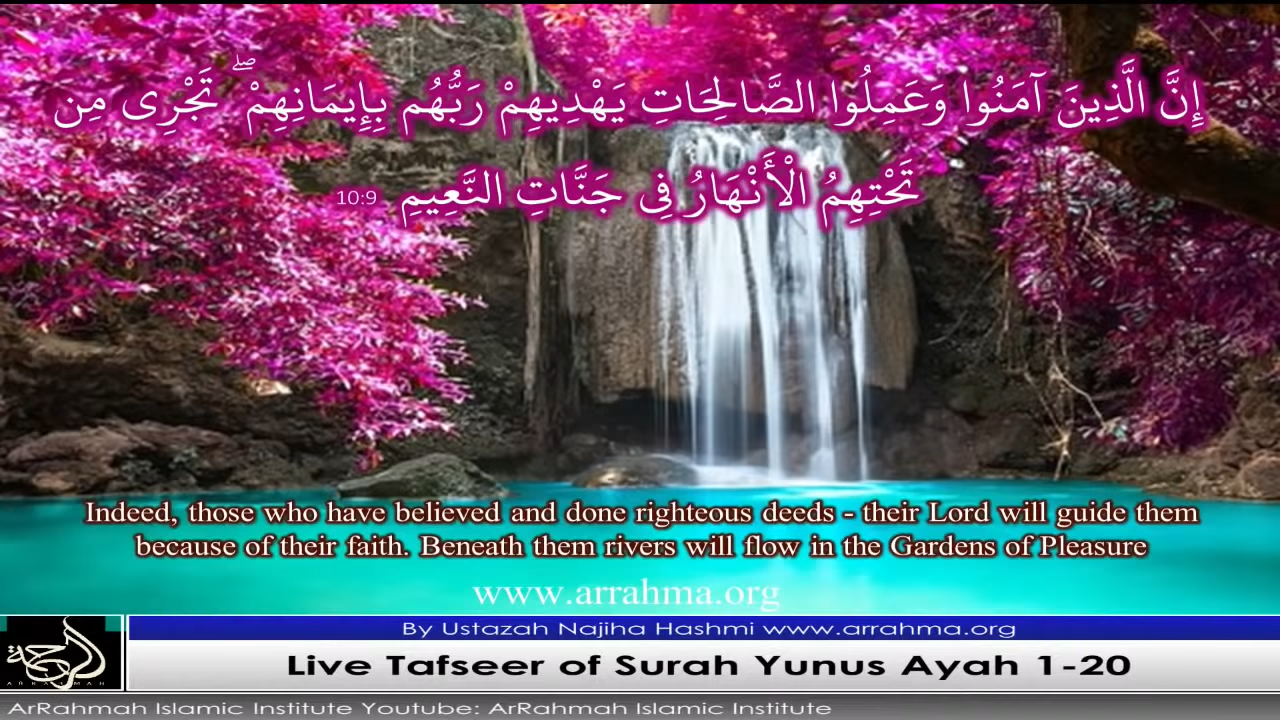 إِنَّ الَّذِينَ آمَنُوا وَعَمِلُوا الصَّالِحَاتِ يَهْدِيهِمْ رَبُّهُم بِإِيمَانِهِمْ ۖ تَجْرِى مِن
تَحْتِهِمُ الْأَنْهَارُ فِى جَنَّاتِ النَّعِيمِ 10:9
Indeed, those who have believed and done righteous deeds - their Lord will guide them
because of their faith. Beneath them rivers will flow in the Gardens of Pleasure
www.arrahma.org
By Ustazah Najiha Hashmi www.arrahma.org
الرحمة
ARRAHMAH
Live Tafseer of Surah Yunus Ayah 1-20
ArRahmah Islamic Institute Youtube: ArRahmah Islamic Institute